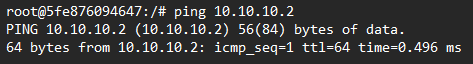 root@5fe876094647:/# ping 10.10.10.2
PING 10.10.10.2 (10.10.10.2) 56(84) bytes of data.
64 bytes from 10.10.10.2: icmp_seq=1 ttl=64 time=0.496 ms